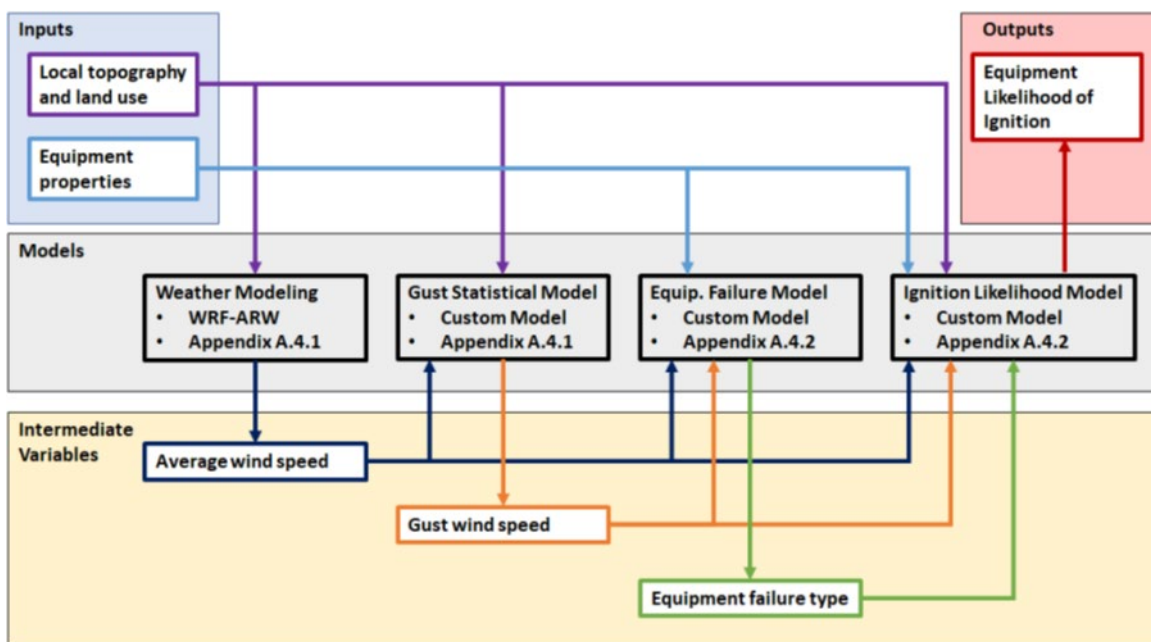 Inputs
Local topography
and land use
Equipment
properties
Outputs
Equipment
Likelihood of
Ignition
Models
Weather Modeling
• WRF-ARW
• Appendix A.4.1
Gust Statistical Model
• Custom Model
• Appendix A.4.1
Equip. Failure Model
• Custom Model
• Appendix A.4.2
Ignition Likelihood Model
• Custom Model
• Appendix A.4.2
Intermediate
Variables
Average wind speed
Gust wind speed
Equipment failure type